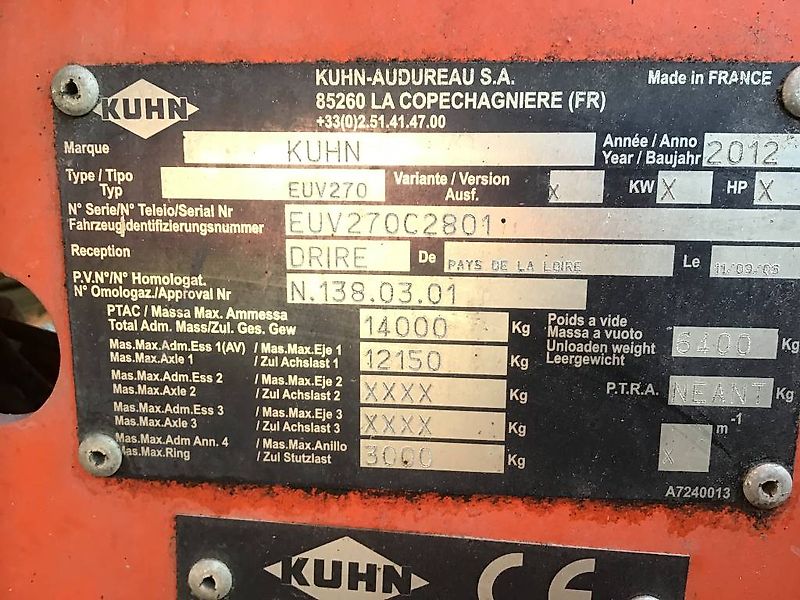 KUHN
KUHN-AUDUREAU S.A.
85260 LA COPECHAGNIERE (FR)
+33(0)2.51.41.47.00
Made in FRANCE
Marque KUHN Année / Anno
Year / Baujahr 2012
Type / Tipo
Typ EUV270 Variante / Version
Ausf. X KW X HP X
N° Serie/N° Teleio/Serial Nr
Fahrzeugidentifizierungsnummer EUV270C2801
Reception DRIRE De PAYS DE LA LOIRE Le
P.V.N°/N° Homologat.
N° Omologaz./Approval Nr N.138.03.01
PTAC / Massa Max. Ammessa
Total Adm. Mass/Zul. Ges. Gew 14000 Kg
Mas.Max.Adm.Ess 1(AV) / Mas.Max.Eje 1
Mas.Max.Axle 1 / Zul Achslast 1 12150 Kg
Mas.Max.Adm.Ess 2 / Mas.Max.Eje 2
Mas.Max.Axle 2 / Zul Achslast 2 XXXX Kg
Mas.Max.Adm.Ess 3 / Mas.Max.Eje 3
Mas.Max.Axle 3 / Zul Achslast 3 XXXX Kg
Mas.Max.Adm Ann. 4 / Mas.Max.Anillo
Mas.Max.Ring / Zul Stutzlast 3000 Kg
Poids a vide
Massa a vuoto
Unloaden weight
Leergewicht 6400 Kg
P.T.R.A. NEANT Kg
X m-1
A7240013
KUHN CE